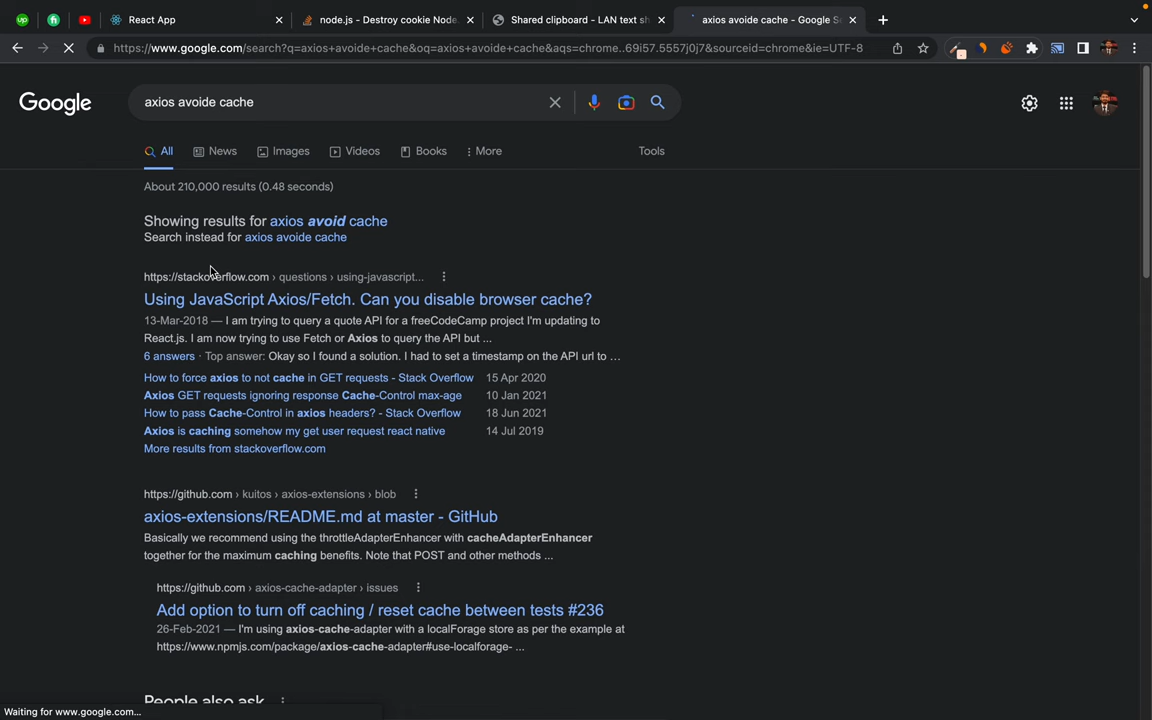 up
React App
node.js - Destroy cookie Node.
Shared clipboard - LAN text sh
axios avoide cache - Google S
https://www.google.com/search?q=axios+avoide+cache&oq=axios+avoide+cache&aqs=chrome..69i57.5557j0j7&sourceid=chrome&ie=UTF-8
Google
axios avoide cache
All
News
Images
Videos
Books
More
Tools
About 210,000 results (0.48 seconds)
Showing results for axios avoid cache
Search instead for axios avoide cache
https://stackoverflow.com › questions › using-javascript...
Using JavaScript Axios/Fetch. Can you disable browser cache?
13-Mar-2018 — I am trying to query a quote API for a freeCodeCamp project I'm updating to
React.js. I am now trying to use Fetch or Axios to query the API but ...
6 answers · Top answer: Okay so I found a solution. I had to set a timestamp on the API url to ...
How to force axios to not cache in GET requests - Stack Overflow 15 Apr 2020
Axios GET requests ignoring response Cache-Control max-age 10 Jan 2021
How to pass Cache-Control in axios headers? - Stack Overflow 18 Jun 2021
Axios is caching somehow my get user request react native 14 Jul 2019
More results from stackoverflow.com
https://github.com › kuitos › axios-extensions › blob
axios-extensions/README.md at master - GitHub
Basically we recommend using the throttleAdapterEnhancer with cacheAdapterEnhancer
together for the maximum caching benefits. Note that POST and other methods ...
https://github.com › axios-cache-adapter › issues
Add option to turn off caching / reset cache between tests #236
26-Feb-2021 — I'm using axios-cache-adapter with a localForage store as per the example at
https://www.npmjs.com/package/axios-cache-adapter#use-localforage- ...
People also ask
Waiting for www.google.com...